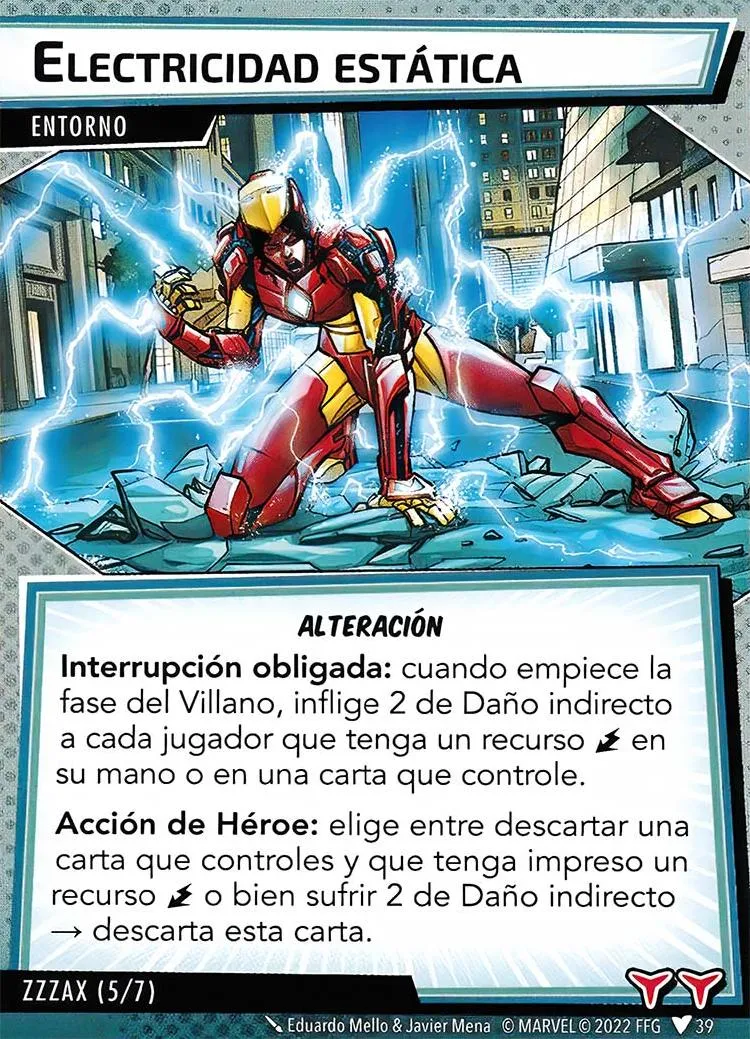 ELECTRICIDAD ESTÁTICA
ENTORNO
ALTERACIÓN
Interrupción obligada: cuando empiece la
fase del Villano, inflige 2 de Daño indirecto
a cada jugador que tenga un recurso en
su mano o en una carta que controle.
Acción de Héroe: elige entre descartar una
carta que controles y que tenga impreso un
recurso o bien sufrir 2 de Daño indirecto
→ descarta esta carta.
ZZZAX (5/7)
Eduardo Mello & Javier Mena © MARVEL © 2022 FFG 39